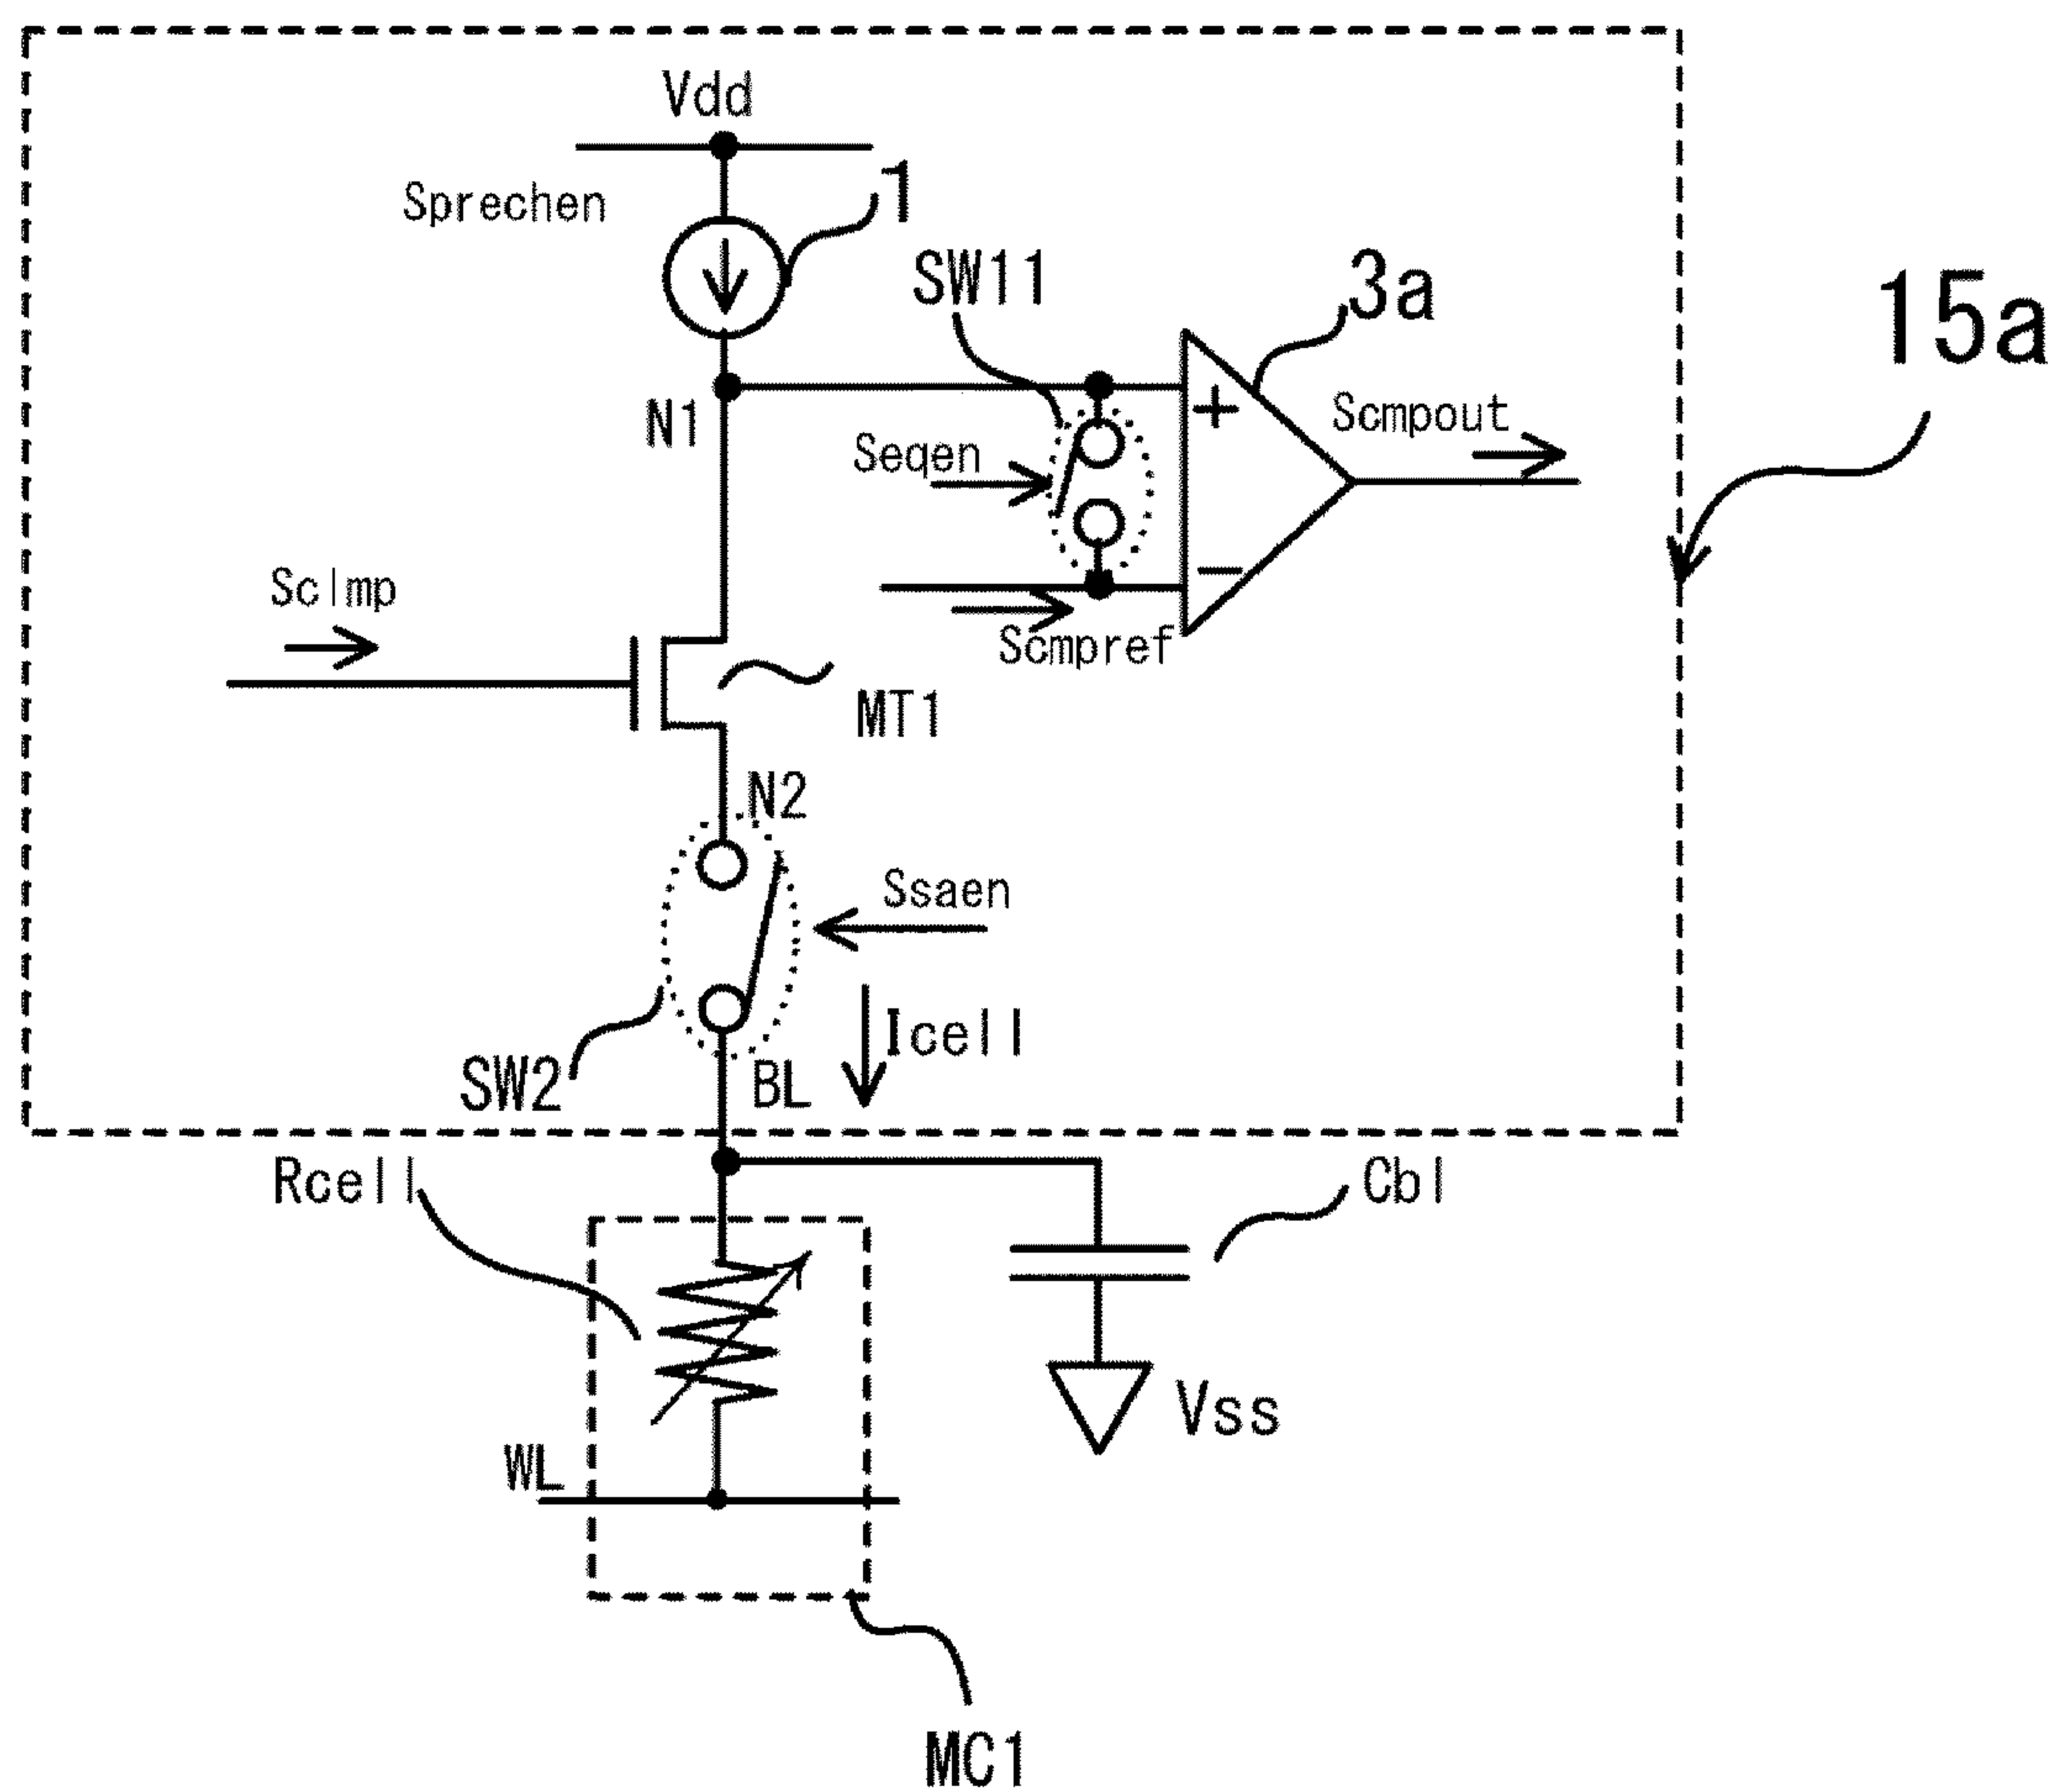 Vdd
Sprechen
1
SW11
3a
15a
N1
Seqen
+
Scmpout
Sclmp
−
Scmpref
MT1
N2
Ssaen
Icell
SW2
BL
Rcell
Cbl
Vss
WL
MC1